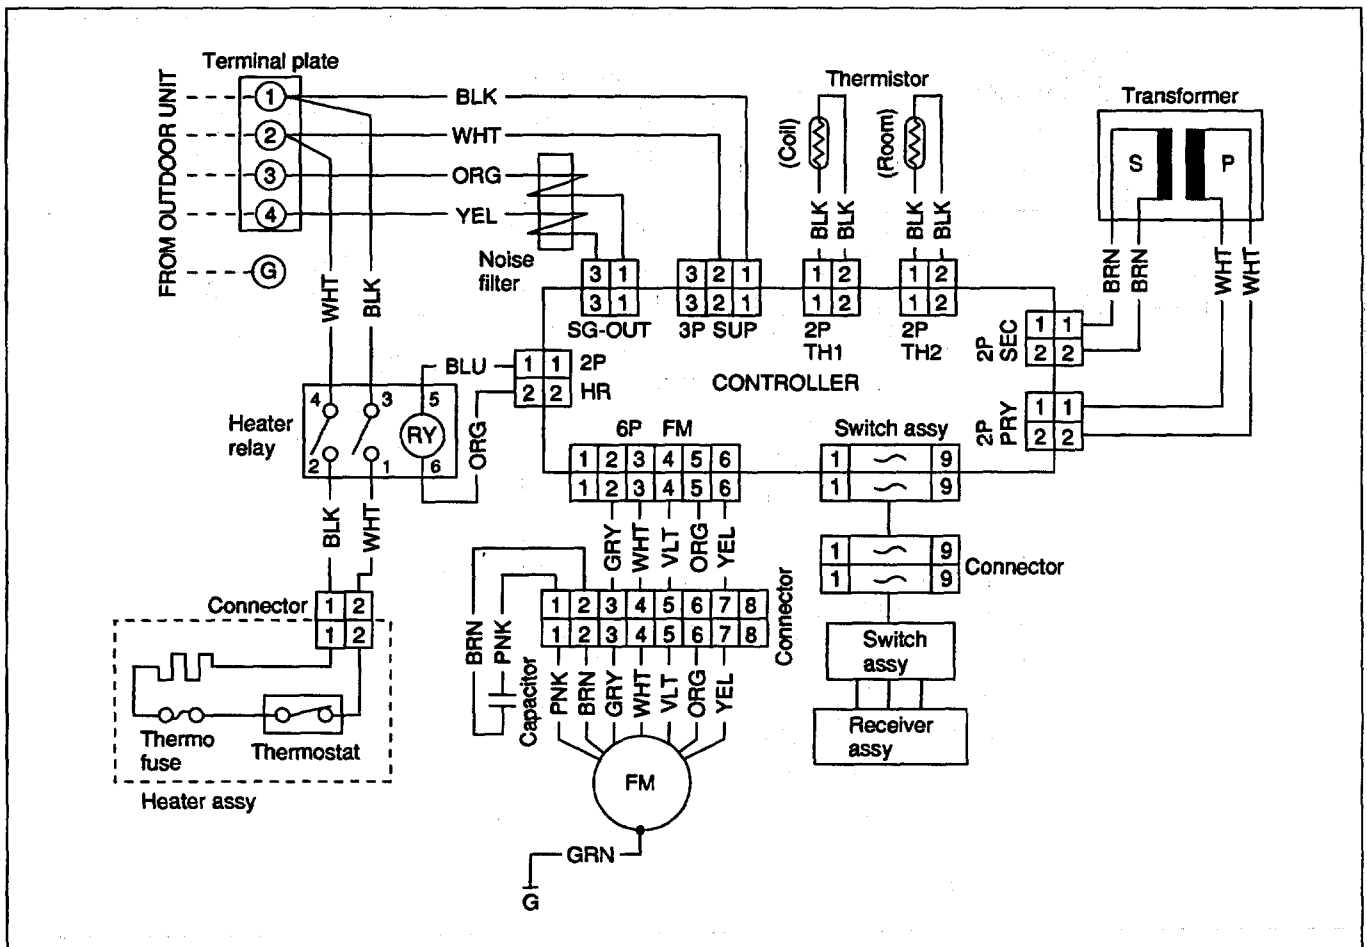 Terminal plate
FROM OUTDOOR UNIT
1
2
3
4
G
BLK
WHT
ORG
YEL
Noise
filter
Thermistor
(Coil)
(Room)
BLK
BLK
BLK
BLK
Transformer
S P
BRN
BRN
WHT
WHT
3 1
3 1
SG-OUT
3 2 1
3 2 1
3P SUP
1 2
1 2
2P
TH1
1 2
1 2
2P
TH2
1 1
2 2
2P
SEC
1 1
2 2
2P
PRY
CONTROLLER
WHT
BLK
BLU
ORG
1 1
2 2
2P
HR
Heater
relay
4 3 5
RY
2 1 6
BLK
WHT
6P FM
1 2 3 4 5 6
1 2 3 4 5 6
Switch assy
1 9
1 9
GRY
WHT
VLT
ORG
YEL
1 9
1 9
Connector
Connector
1 2
1 2
BRN
PNK
Capacitor
1 2 3 4 5 6 7 8
1 2 3 4 5 6 7 8
Connector
PNK
BRN
GRY
WHT
VLT
ORG
YEL
Switch
assy
Receiver
assy
Thermo
fuse
Thermostat
Heater assy
FM
GRN
G